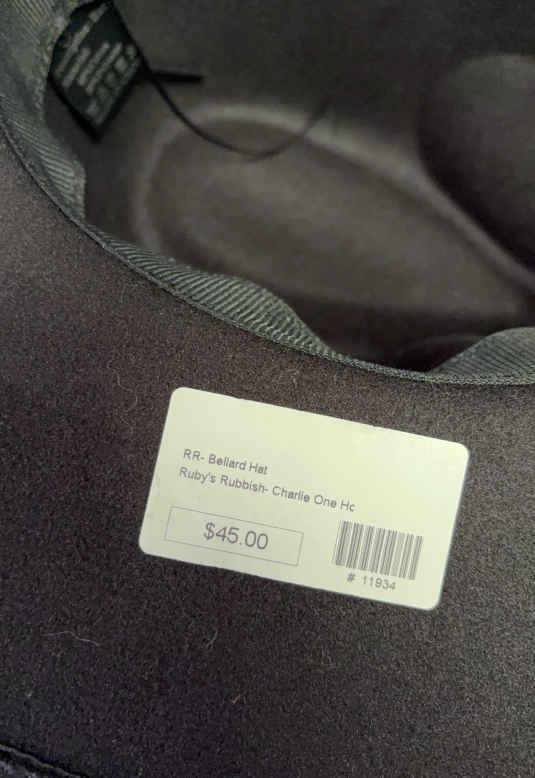 RR- Bellard Hat
Ruby's Rubbish- Charlie One Hc
$45.00
# 11934